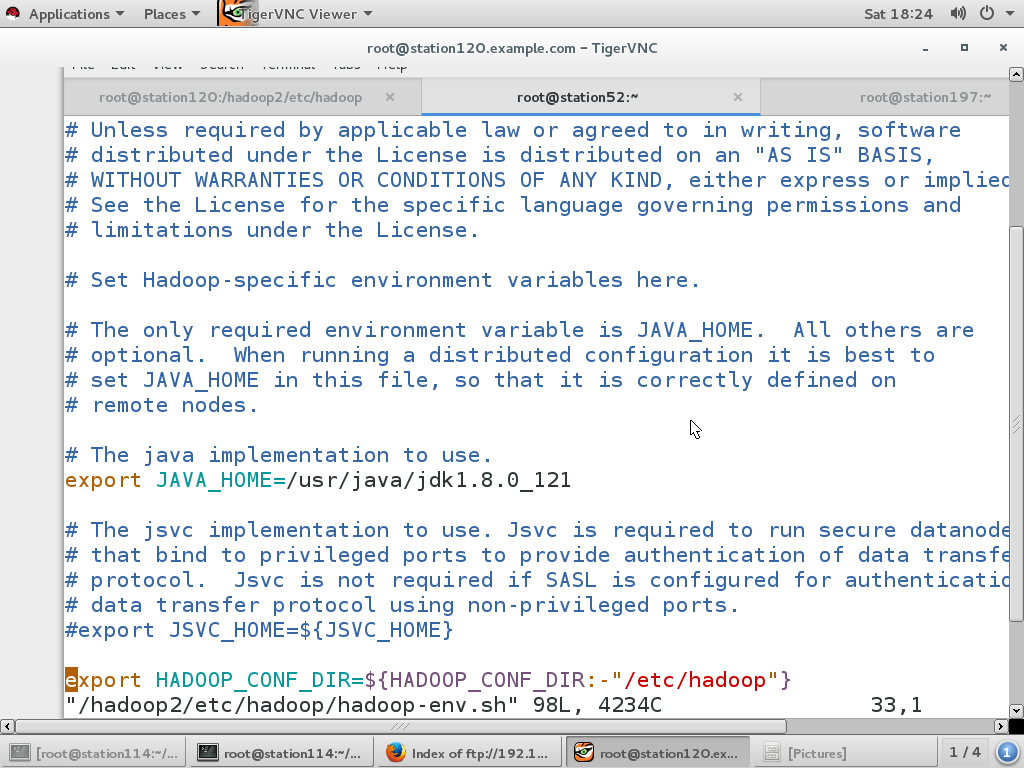 Applications Places TigerVNC Viewer Sat 18:24
root@station120.example.com – TigerVNC
File Edit View Search Terminal Tabs Help
root@station120:/hadoop2/etc/hadoop × root@station52:~ × root@station197:~
# Unless required by applicable law or agreed to in writing, software
# distributed under the License is distributed on an "AS IS" BASIS,
# WITHOUT WARRANTIES OR CONDITIONS OF ANY KIND, either express or implied
# See the License for the specific language governing permissions and
# limitations under the License.
# Set Hadoop-specific environment variables here.
# The only required environment variable is JAVA_HOME.  All others are
# optional.  When running a distributed configuration it is best to
# set JAVA_HOME in this file, so that it is correctly defined on
# remote nodes.
# The java implementation to use.
export JAVA_HOME=/usr/java/jdk1.8.0_121
# The jsvc implementation to use. Jsvc is required to run secure datanode
# that bind to privileged ports to provide authentication of data transfe
# protocol.  Jsvc is not required if SASL is configured for authenticatio
# data transfer protocol using non-privileged ports.
#export JSVC_HOME=${JSVC_HOME}
export HADOOP_CONF_DIR=${HADOOP_CONF_DIR:-"/etc/hadoop"}
"/hadoop2/etc/hadoop/hadoop-env.sh" 98L, 4234C 33,1
[root@station114:~/... root@station114:~/... Index of ftp://192.1... root@station120.ex... [Pictures] 1 / 4 1